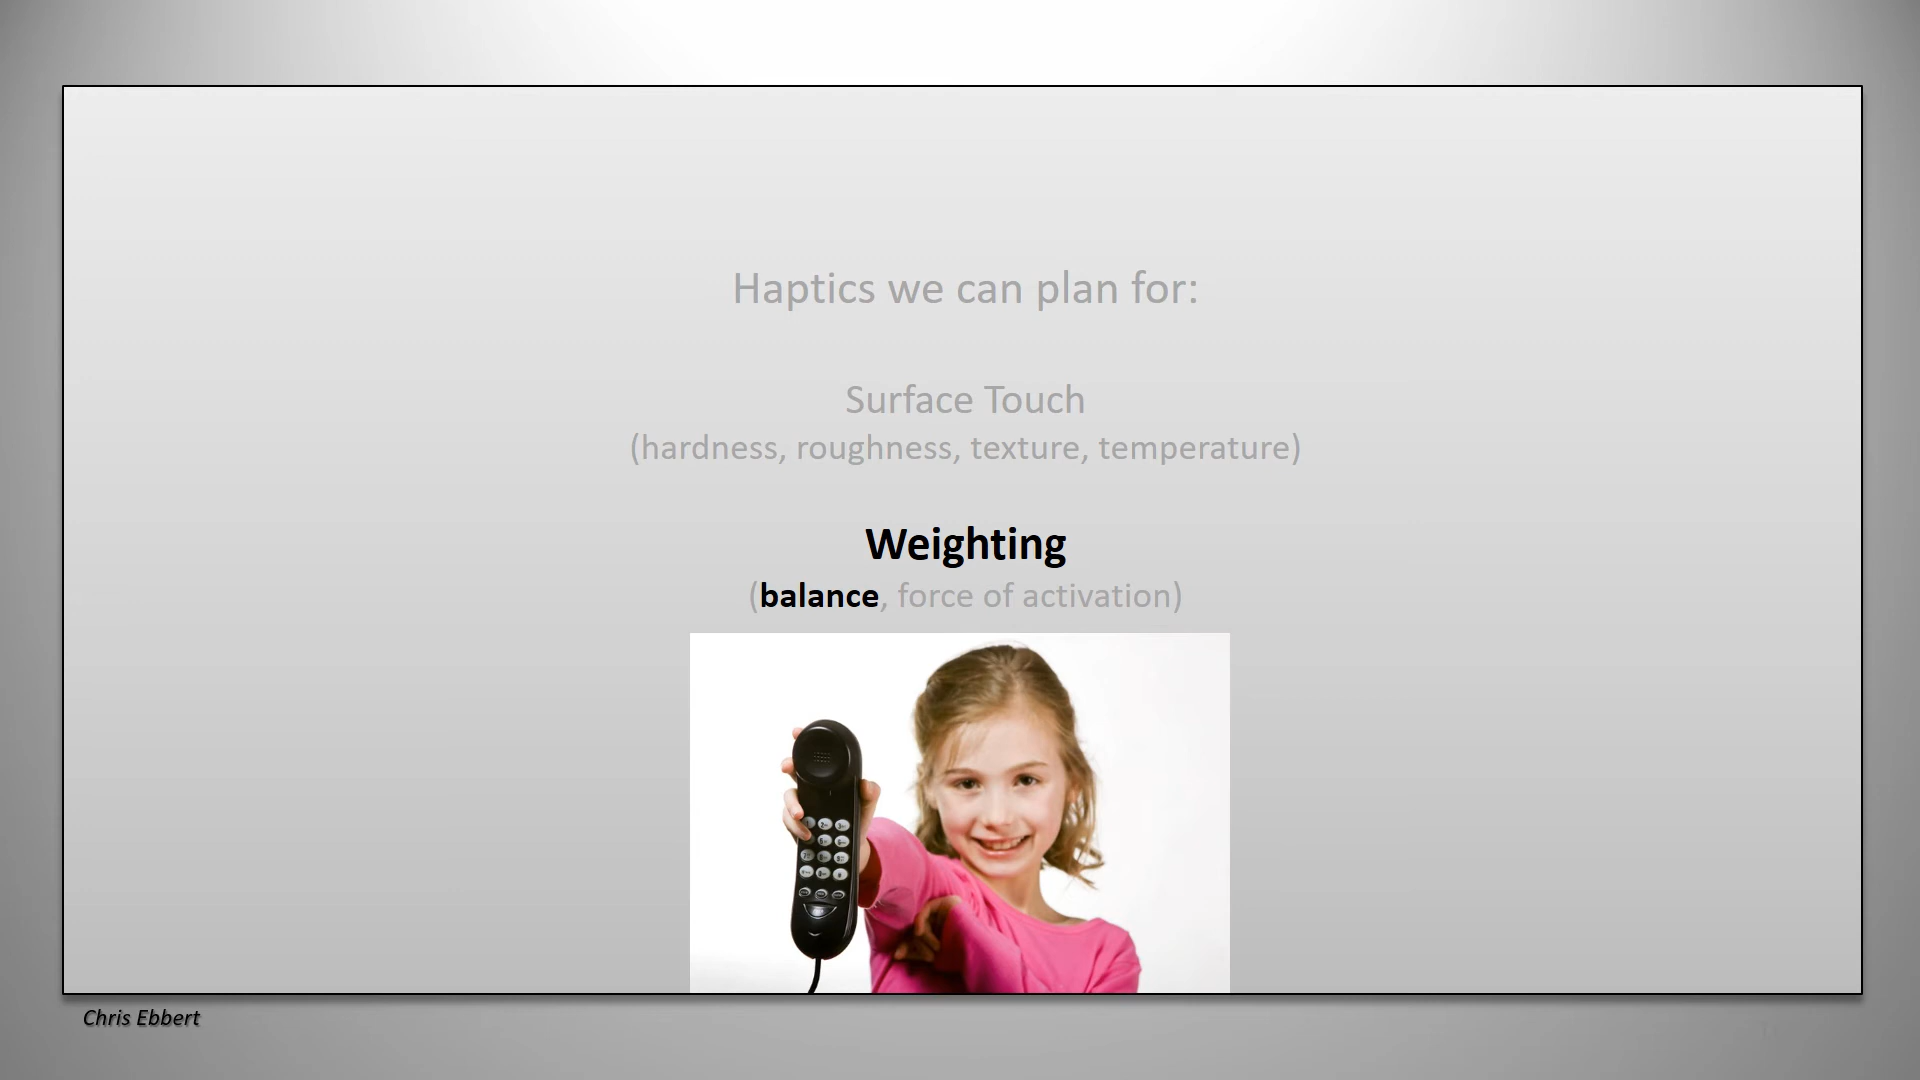 Haptics we can plan for:
Surface Touch
(hardness, roughness, texture, temperature)
Weighting
(balance, force of activation)
Chris Ebbert